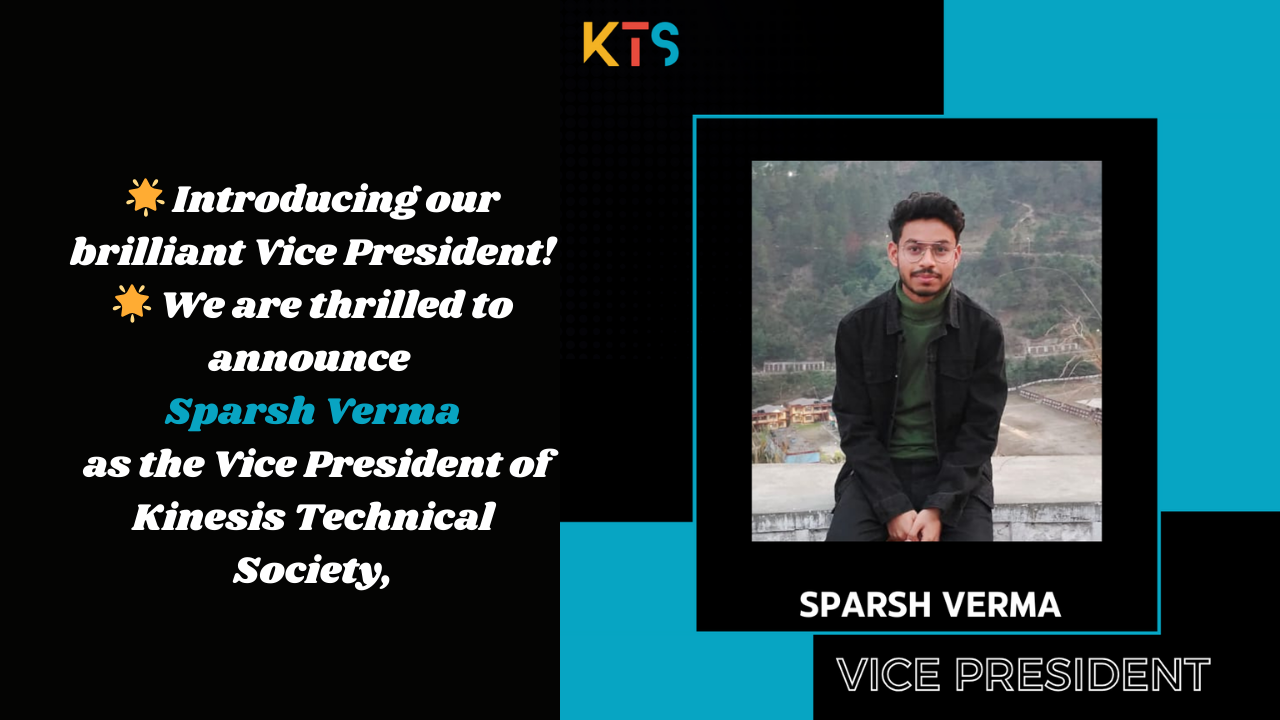 🌟 Introducing our
brilliant Vice President!
🌟 We are thrilled to
announce
Sparsh Verma
as the Vice President of
Kinesis Technical
Society,
KTS
SPARSH VERMA
VICE PRESIDENT